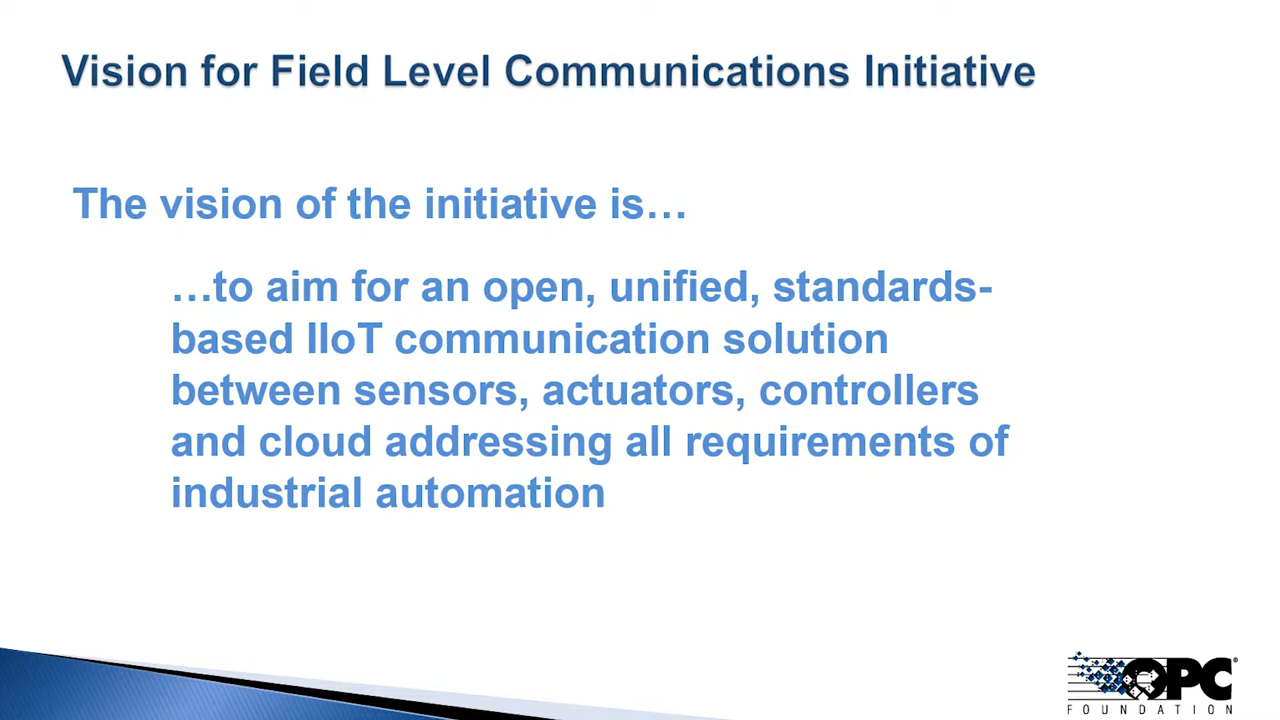 Vision for Field Level Communications Initiative
The vision of the initiative is…
…to aim for an open, unified, standards-
based IIoT communication solution
between sensors, actuators, controllers
and cloud addressing all requirements of
industrial automation
OPC®
FOUNDATION